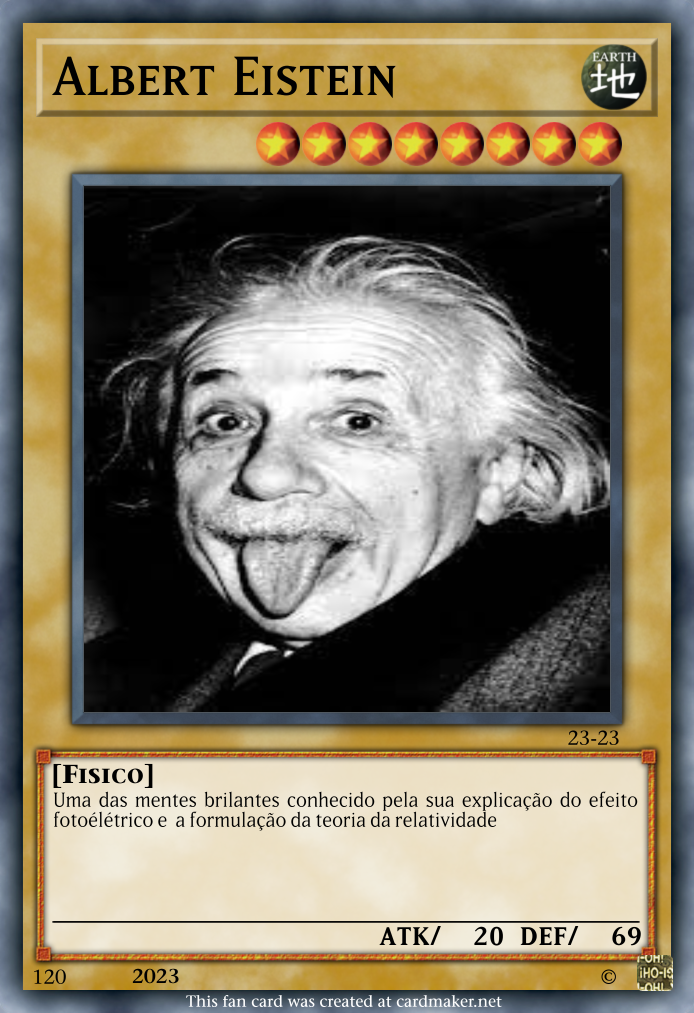 Albert Eistein
EARTH
地
23-23
[Fisico]
Uma das mentes brilantes conhecido pela sua explicação do efeito
fotoélétrico e a formulação da teoria da relatividade
ATK/ 20 DEF/ 69
120 2023 ©
This fan card was created at cardmaker.net